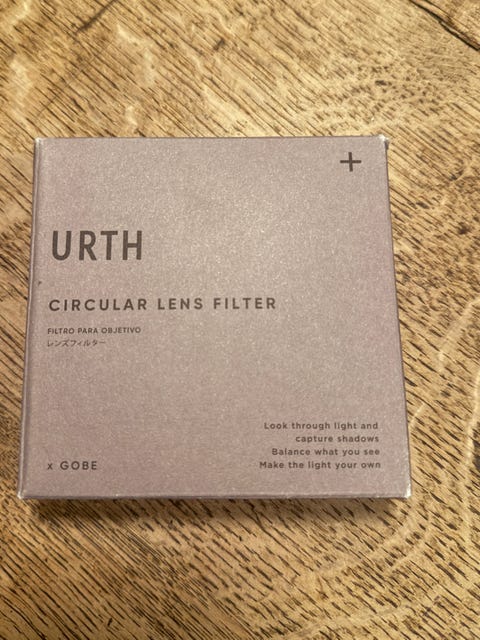 +
URTH
CIRCULAR LENS FILTER
FILTRO PARA OBJETIVO
レンズフィルター
Look through light and
capture shadows
Balance what you see
Make the light your own
x GOBE